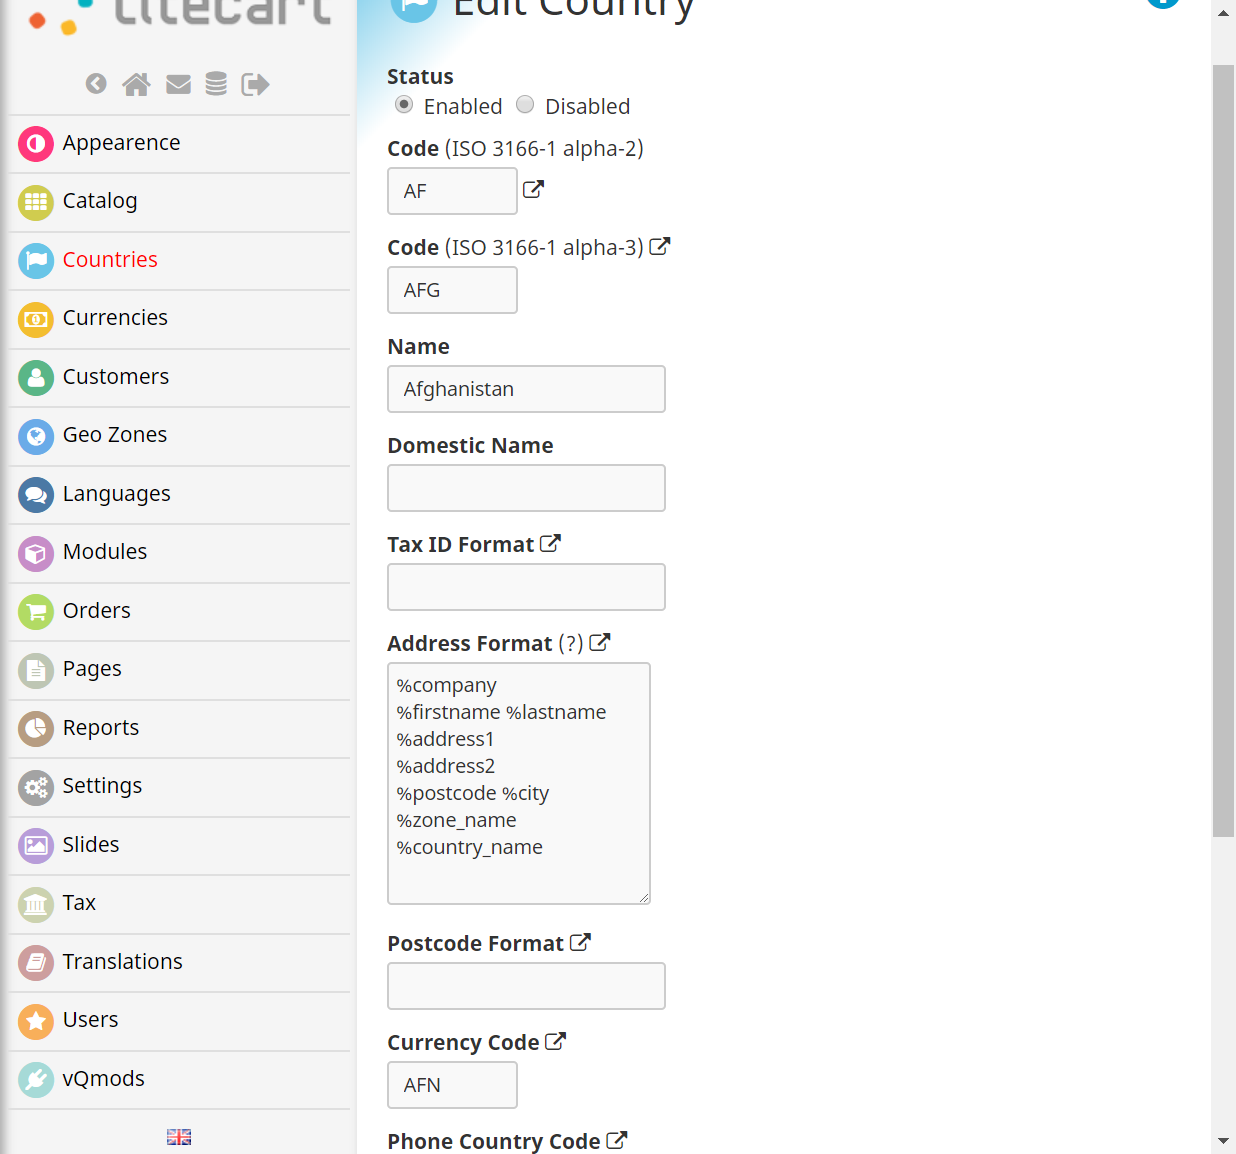 litecart
Edit Country
Appearence
Catalog
Countries
Currencies
Customers
Geo Zones
Languages
Modules
Orders
Pages
Reports
Settings
Slides
Tax
Translations
Users
vQmods
Status
Enabled Disabled
Code (ISO 3166-1 alpha-2)
AF
Code (ISO 3166-1 alpha-3)
AFG
Name
Afghanistan
Domestic Name
Tax ID Format
Address Format (?)
%company
%firstname %lastname
%address1
%address2
%postcode %city
%zone_name
%country_name
Postcode Format
Currency Code
AFN
Phone Country Code